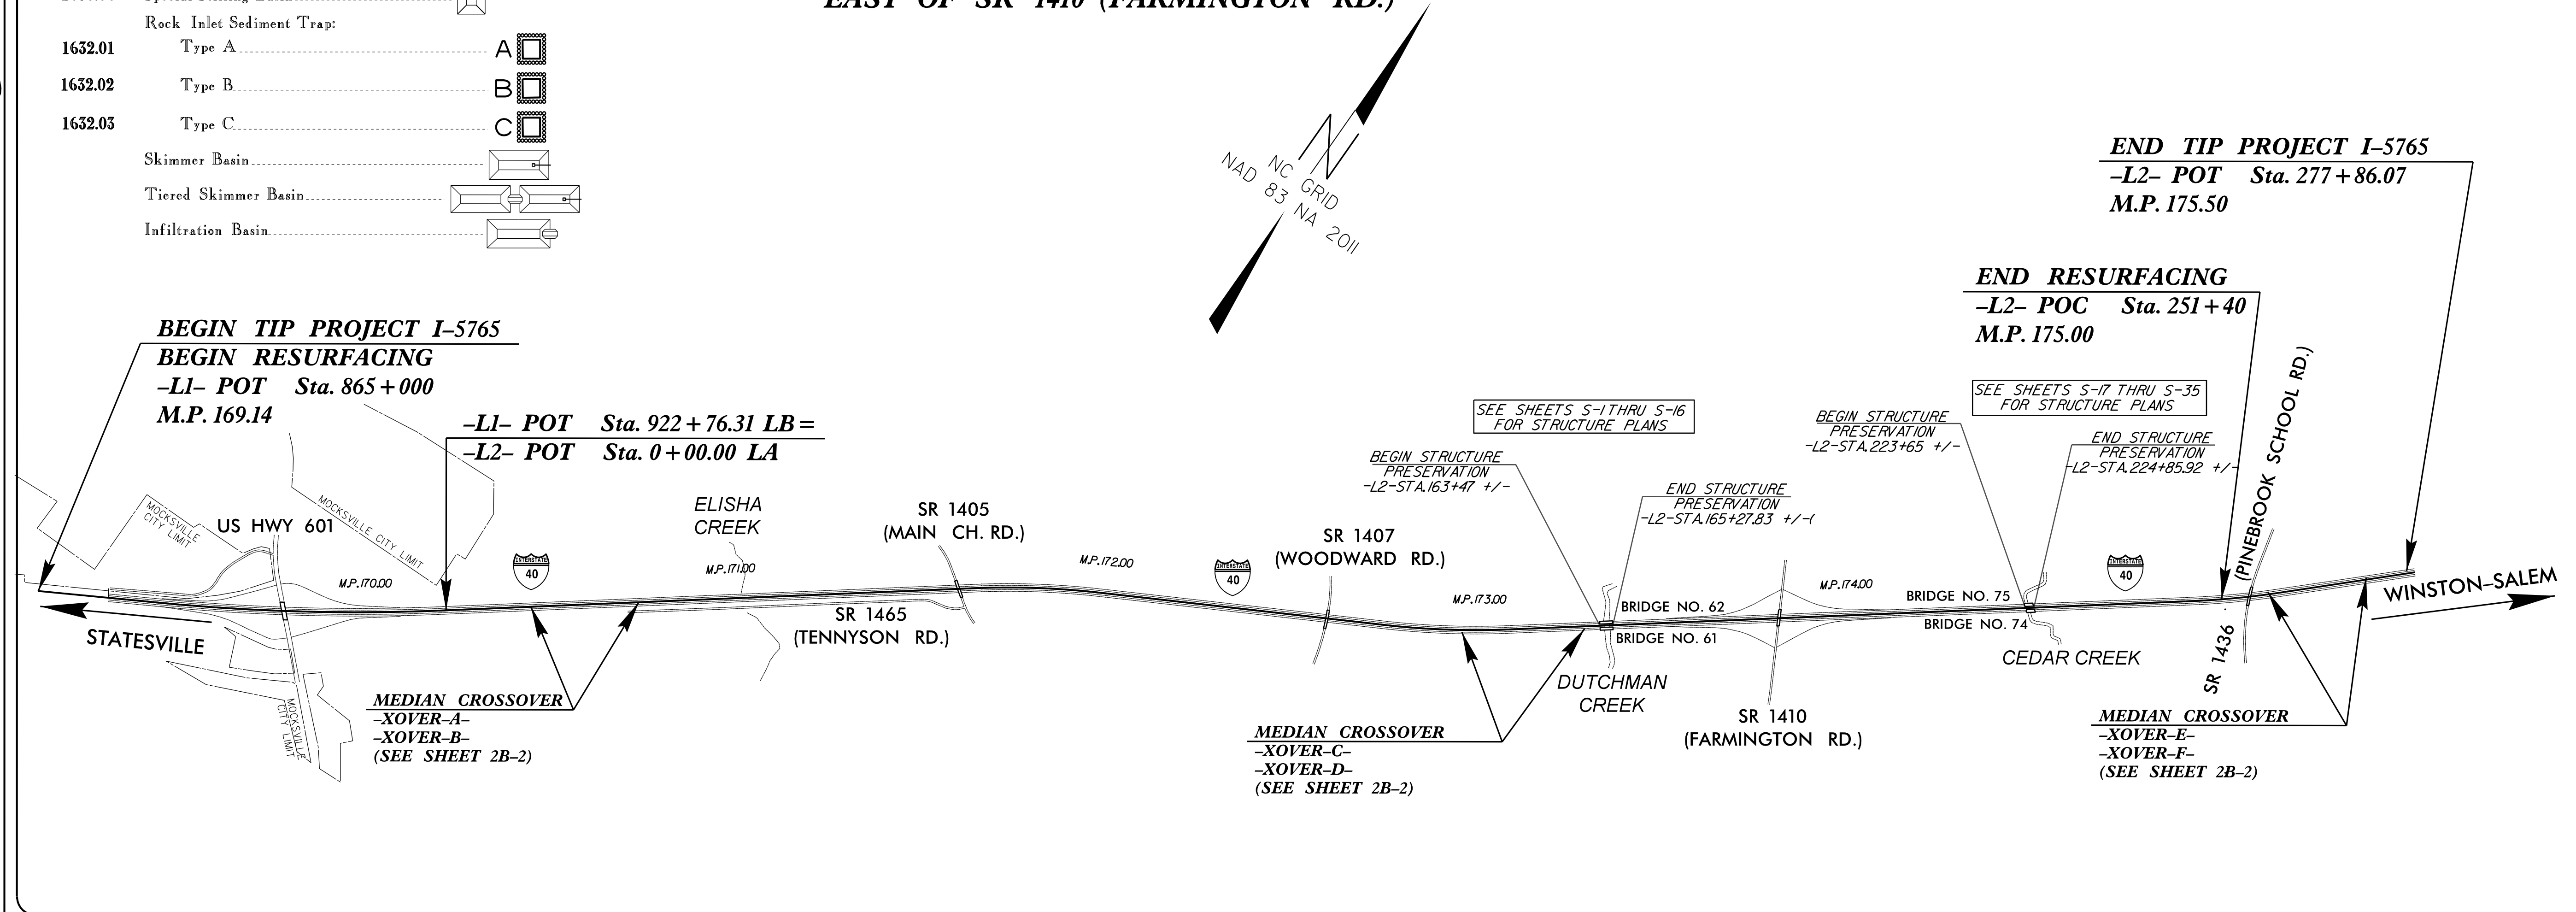 EAST OF SR 1410 (FARMINGTON RD.)
Rock Inlet Sediment Trap:
1632.01 Type A A
1632.02 Type B B
1632.03 Type C C
Skimmer Basin
Tiered Skimmer Basin
Infiltration Basin
N
NC GRID
NAD 83 NA 2011
END TIP PROJECT I–5765
–L2– POT Sta. 277+86.07
M.P. 175.50
END RESURFACING
–L2– POC Sta. 251+40
M.P. 175.00
BEGIN TIP PROJECT I–5765
BEGIN RESURFACING
–L1– POT Sta. 865+000
M.P. 169.14
–L1– POT Sta. 922+76.31 LB=
–L2– POT Sta. 0+00.00 LA
SEE SHEETS S-1 THRU S-16
FOR STRUCTURE PLANS
SEE SHEETS S-17 THRU S-35
FOR STRUCTURE PLANS
BEGIN STRUCTURE
PRESERVATION
-L2-STA.163+47 +/-
END STRUCTURE
PRESERVATION
-L2-STA.165+27.83 +/-(
BEGIN STRUCTURE
PRESERVATION
-L2-STA.223+65 +/-
END STRUCTURE
PRESERVATION
-L2-STA.224+85.92 +/-
MOCKSVILLE
CITY LIMIT
US HWY 601
MOCKSVILLE CITY LIMIT
M.P.170.00
INTERSTATE
40
ELISHA
CREEK
M.P.171.00
SR 1405
(MAIN CH. RD.)
M.P.172.00
INTERSTATE
40
SR 1407
(WOODWARD RD.)
M.P.173.00
BRIDGE NO. 62
BRIDGE NO. 61
M.P.174.00
BRIDGE NO. 75
BRIDGE NO. 74
INTERSTATE
40
SR 1436 (PINEBROOK SCHOOL RD.)
WINSTON–SALEM
STATESVILLE
SR 1465
(TENNYSON RD.)
DUTCHMAN
CREEK
CEDAR CREEK
SR 1410
(FARMINGTON RD.)
MOCKSVILLE
CITY LIMIT
MEDIAN CROSSOVER
–XOVER–A–
–XOVER–B–
(SEE SHEET 2B–2)
MEDIAN CROSSOVER
–XOVER–C–
–XOVER–D–
(SEE SHEET 2B–2)
MEDIAN CROSSOVER
–XOVER–E–
–XOVER–F–
(SEE SHEET 2B–2)